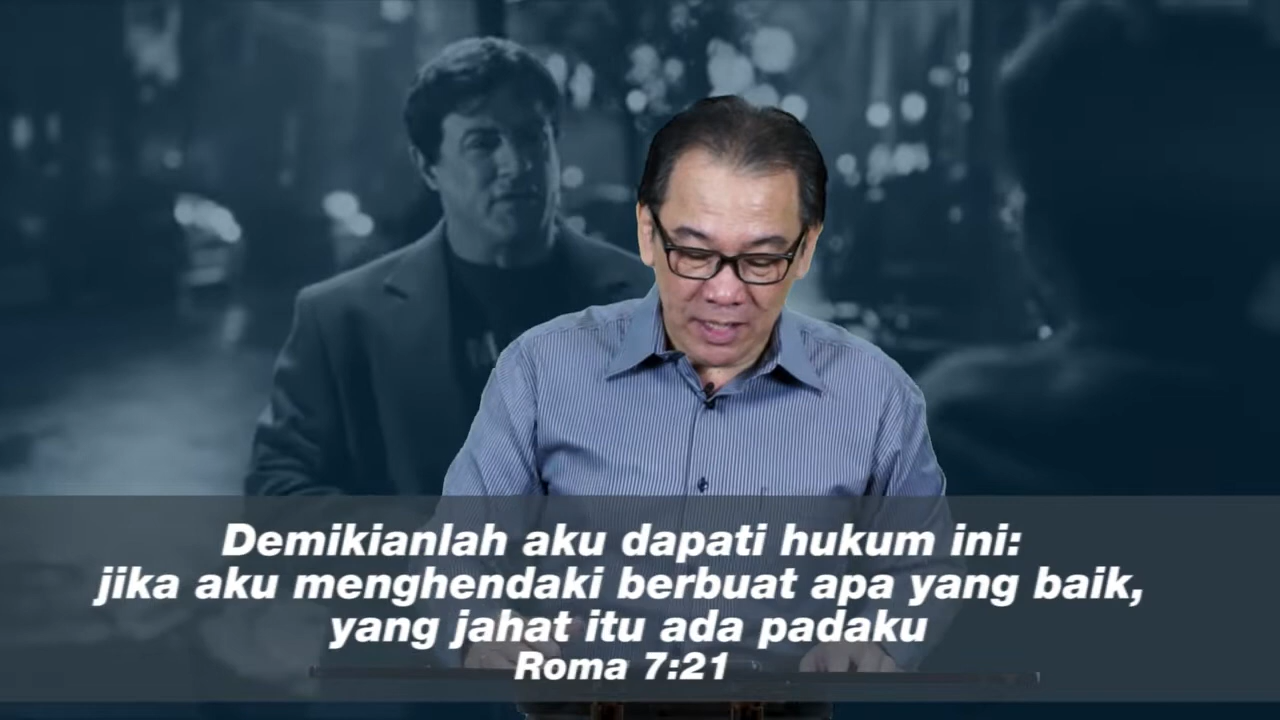 Demikianlah aku dapati hukum ini:
jika aku menghendaki berbuat apa yang baik,
yang jahat itu ada padaku
Roma 7:21